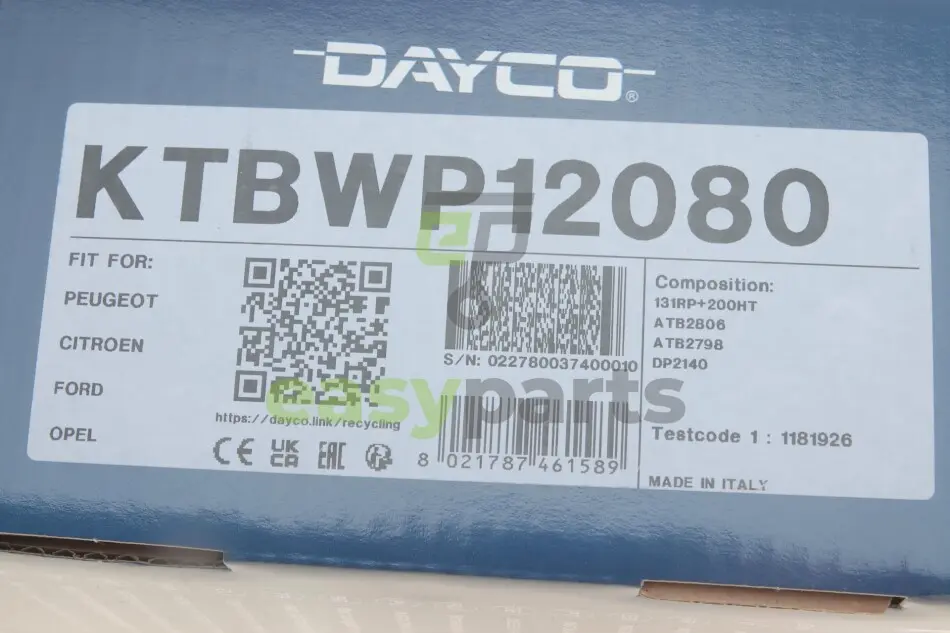 DAYCO®
KTBWP12080
FIT FOR:
PEUGEOT
CITROEN
FORD
OPEL
https://dayco.link/recycling
CE UK CA EAC
S/N: 022780037400010
8 021787 461589
Composition:
131RP+200HT
ATB2806
ATB2798
DP2140
Testcode 1 : 1181926
MADE IN ITALY
easyparts